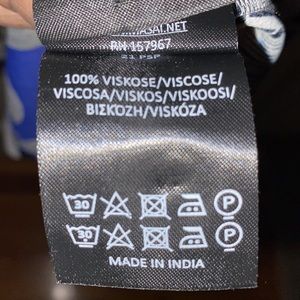 RN 157967
100% VISKOSE/VISCOSE/
VISCOSA/VISKOS/VISKOOSI/
ΒΙΣΚΟΖΗ/VISKÓZA/
30 P
30 P
MADE IN INDIA